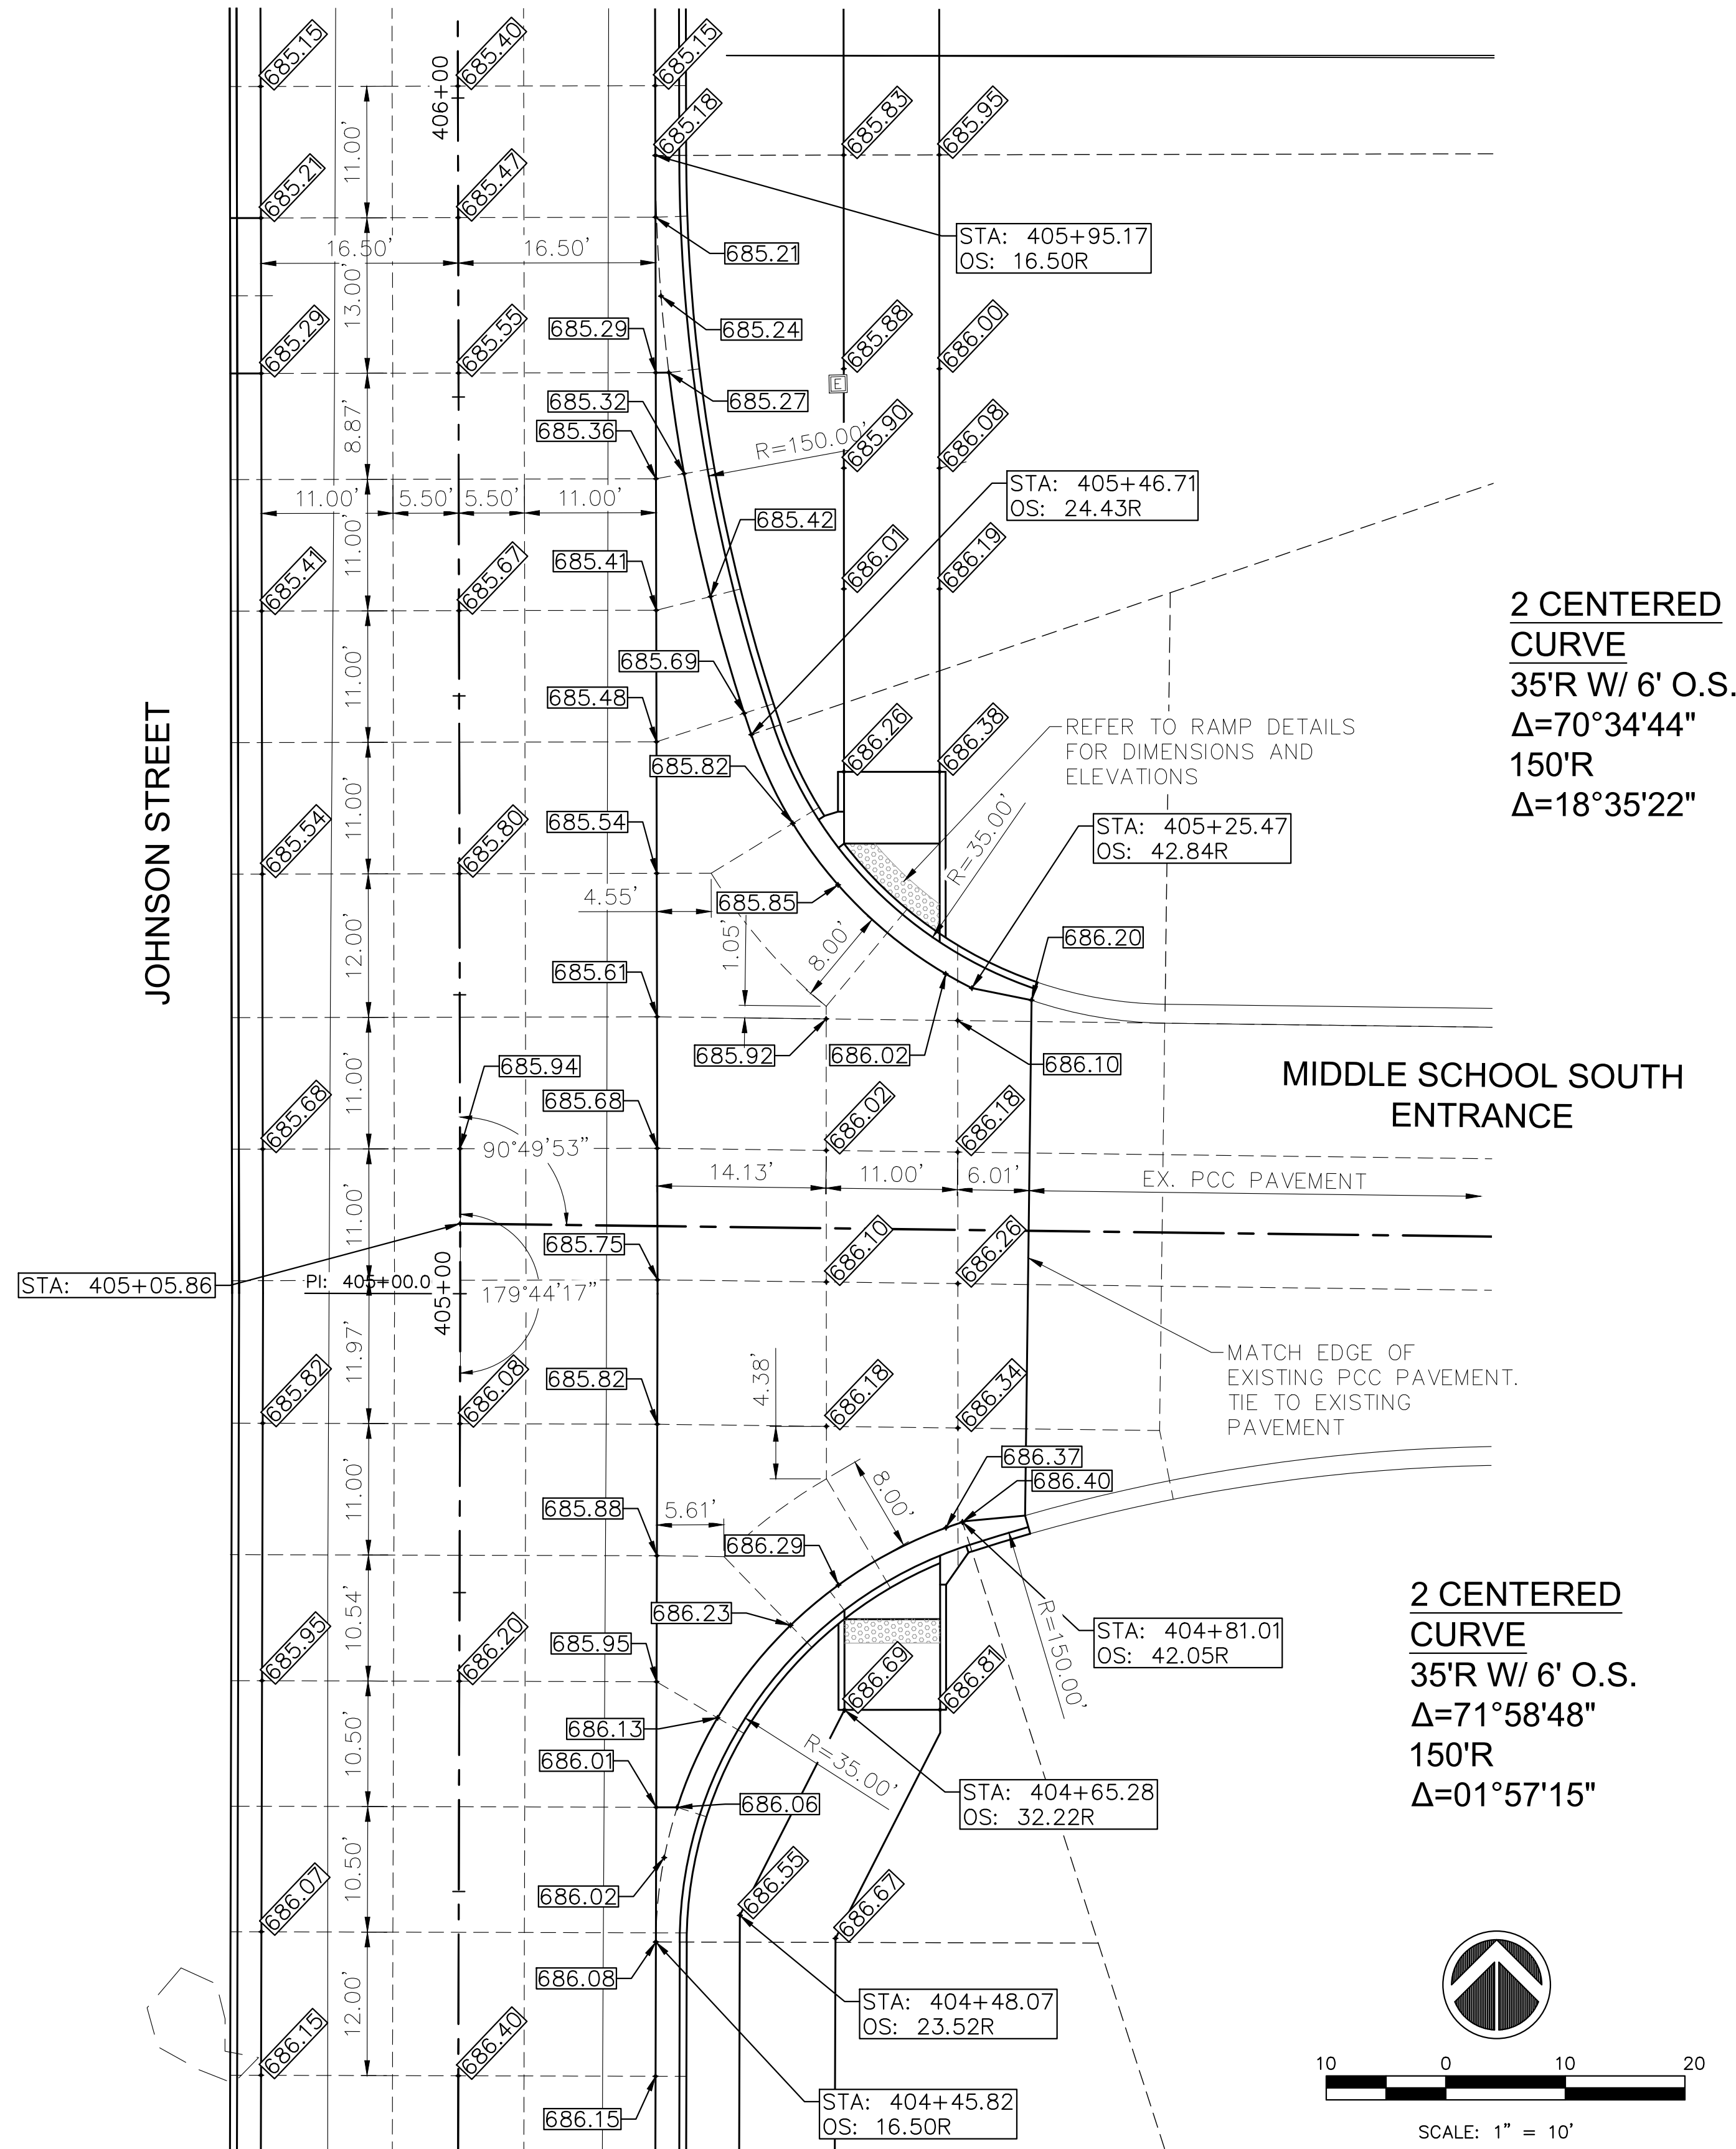 685.15
685.40
685.15
406+00
685.18
685.83
685.95
11.00'
685.21
685.47
STA: 405+95.17
OS: 16.50R
16.50'
16.50'
685.21
13.00'
685.29
685.55
685.29
685.24
685.88
686.00
E
685.32
685.27
685.36
8.87'
R=150.00'
685.90
686.08
STA: 405+46.71
OS: 24.43R
11.00'
5.50'
5.50'
11.00'
685.42
11.00'
685.41
685.67
685.41
686.01
686.19
2 CENTERED
CURVE
35'R W/ 6' O.S.
Δ=70°34'44"
150'R
Δ=18°35'22"
11.00'
685.69
685.48
JOHNSON STREET
685.82
686.26
686.38
REFER TO RAMP DETAILS
FOR DIMENSIONS AND
ELEVATIONS
11.00'
685.54
685.80
685.54
R=35.00'
STA: 405+25.47
OS: 42.84R
4.55'
685.85
12.00'
1.05'
8.00'
686.20
685.61
685.92
686.02
686.10
11.00'
685.94
MIDDLE SCHOOL SOUTH
ENTRANCE
685.68
685.68
686.02
686.18
90°49'53"
14.13'
11.00'
6.01'
EX. PCC PAVEMENT
11.00'
685.75
686.10
686.26
STA: 405+05.86
PI: 405+00.0
405+00
179°44'17"
11.97'
685.82
686.08
685.82
4.38'
686.18
686.34
MATCH EDGE OF
EXISTING PCC PAVEMENT.
TIE TO EXISTING
PAVEMENT
686.37
686.40
11.00'
685.88
5.61'
8.00'
686.29
2 CENTERED
CURVE
35'R W/ 6' O.S.
Δ=71°58'48"
150'R
Δ=01°57'15"
10.54'
686.23
685.95
686.20
685.95
R=150.00'
STA: 404+81.01
OS: 42.05R
686.69
686.81
10.50'
686.13
686.01
R=35.00'
686.06
STA: 404+65.28
OS: 32.22R
10.50'
686.07
686.02
686.55
686.67
686.08
12.00'
686.15
686.40
STA: 404+48.07
OS: 23.52R
686.15
STA: 404+45.82
OS: 16.50R
10
0
10
20
SCALE: 1" = 10'